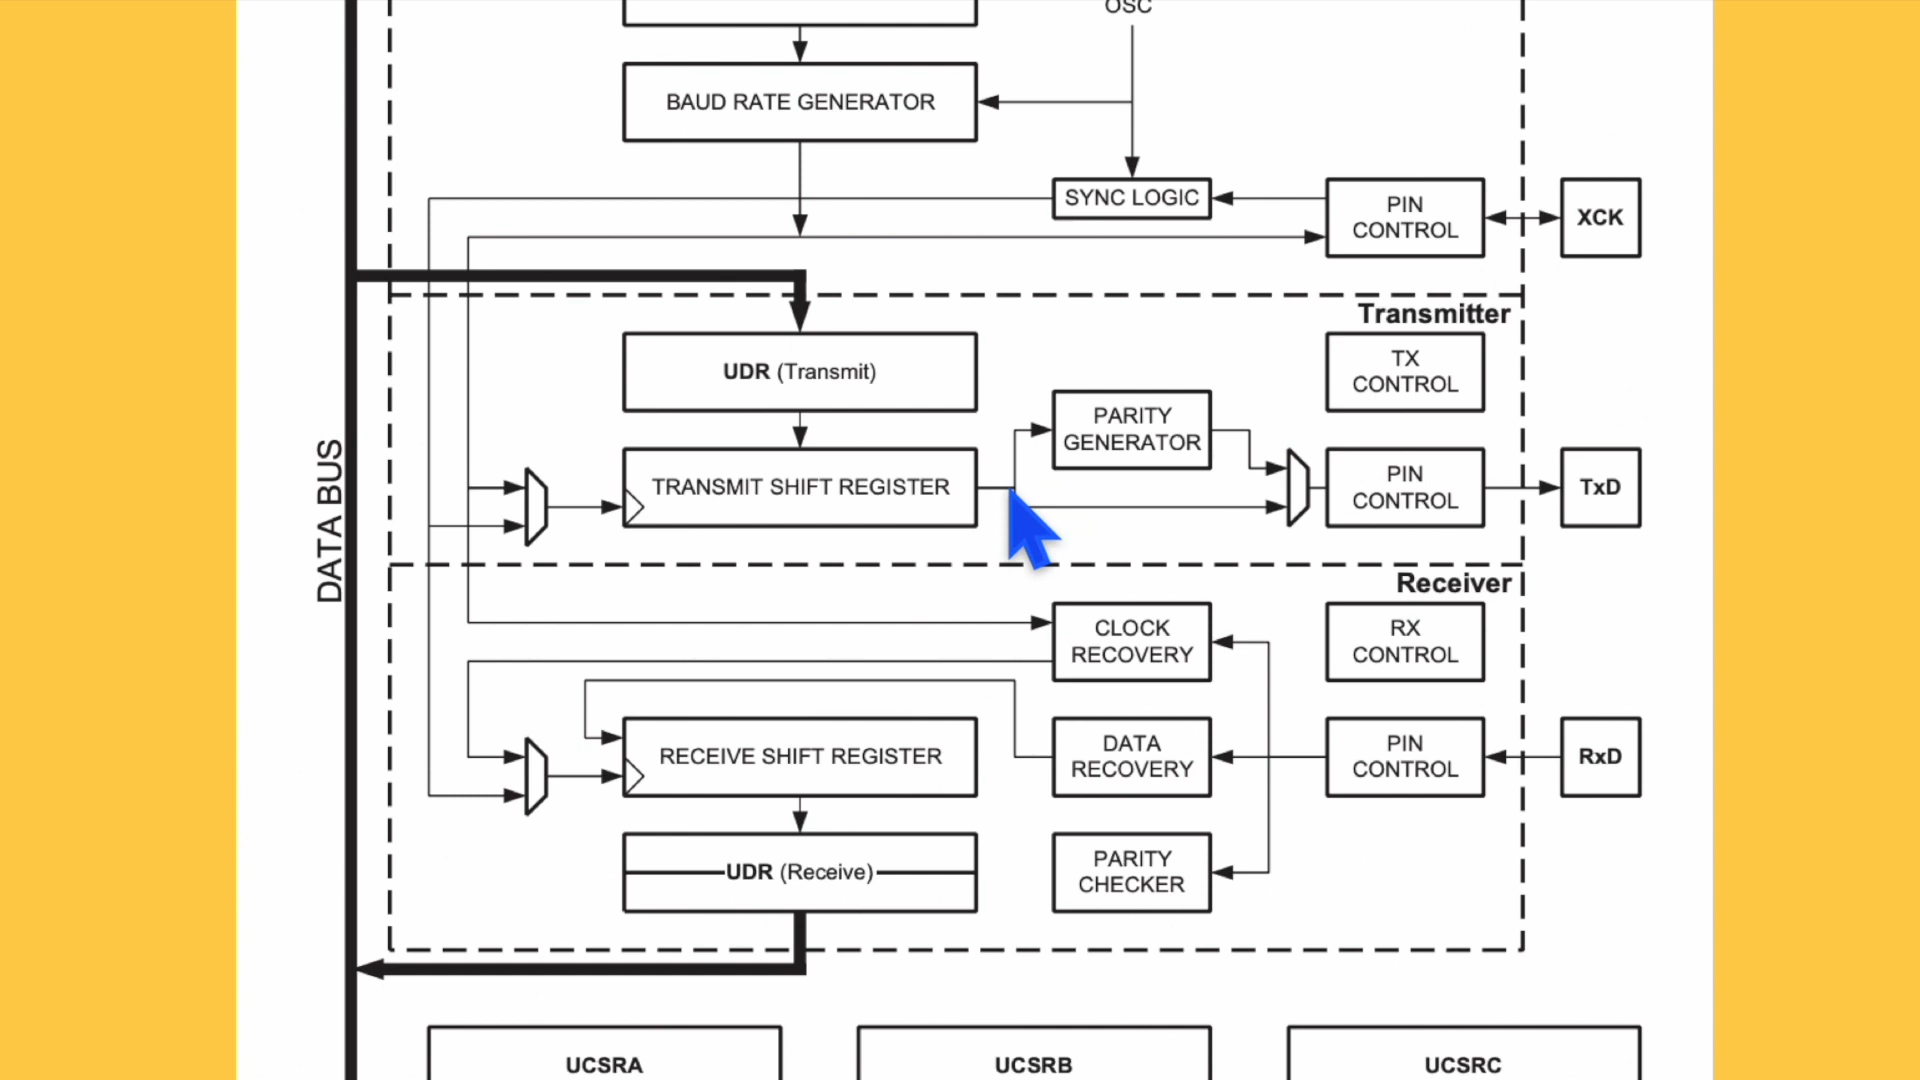 OSC
BAUD RATE GENERATOR
SYNC LOGIC
PIN
CONTROL
XCK
Transmitter
UDR (Transmit)
TX
CONTROL
PARITY
GENERATOR
TRANSMIT SHIFT REGISTER
PIN
CONTROL
TxD
DATA BUS
Receiver
CLOCK
RECOVERY
RX
CONTROL
RECEIVE SHIFT REGISTER
DATA
RECOVERY
PIN
CONTROL
RxD
UDR (Receive)
PARITY
CHECKER
UCSRA
UCSRB
UCSRC